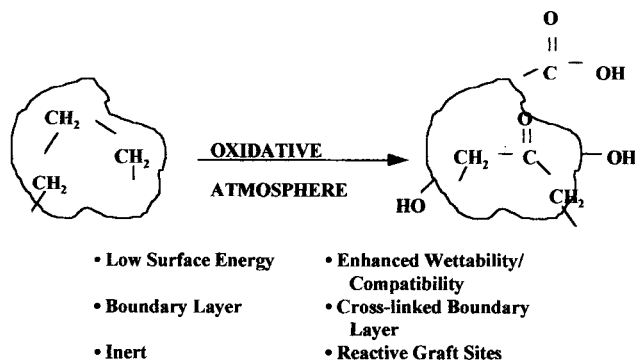 O
C OH
CH₂ O
CH₂ OXIDATIVE CH₂ C OH
CH₂ ATMOSPHERE HO CH₂
• Low Surface Energy • Enhanced Wettability/
Compatibility
• Boundary Layer • Cross-linked Boundary
Layer
• Inert • Reactive Graft Sites